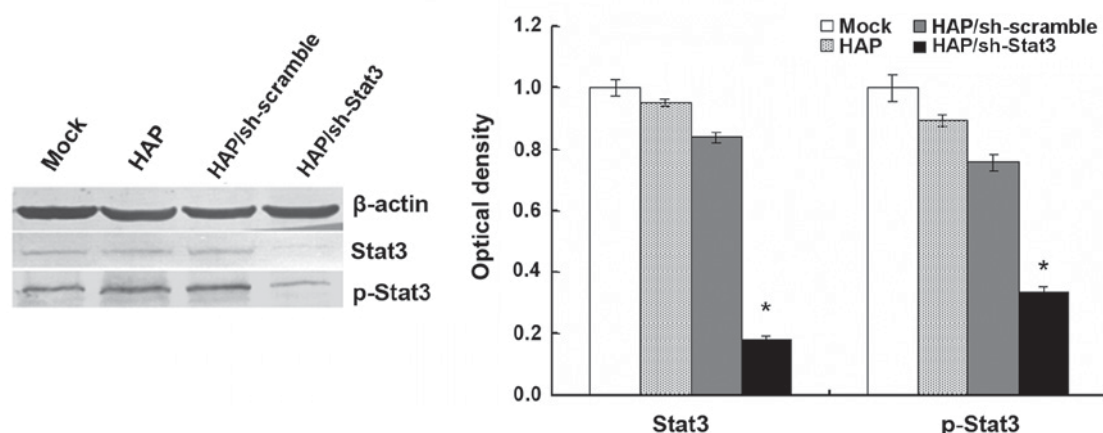 Mock
HAP
HAP/sh-scramble
HAP/sh-Stat3
β-actin
Stat3
p-Stat3
Optical density
1.2
1.0
0.8
0.6
0.4
0.2
0.0
Mock
HAP
HAP/sh-scramble
HAP/sh-Stat3
*
*
Stat3
p-Stat3